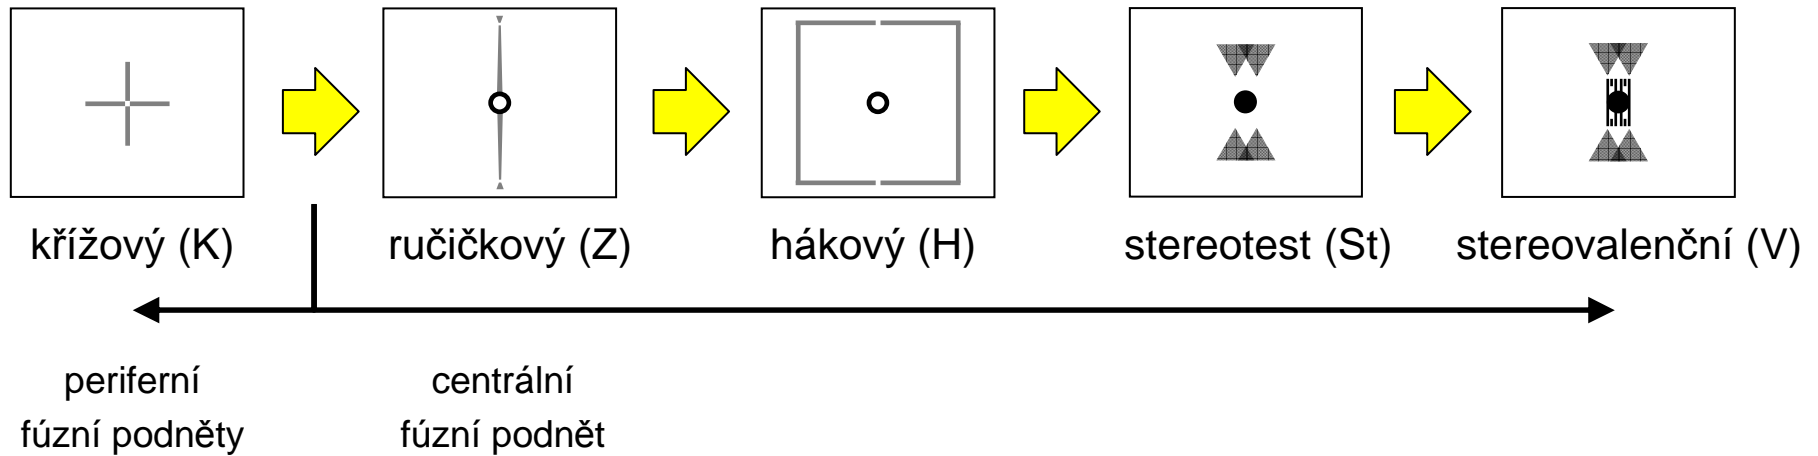 křížový (K)
ručičkový (Z)
hákový (H)
stereotest (St)
stereovalenční (V)
periferní
fúzní podněty
centrální
fúzní podnět